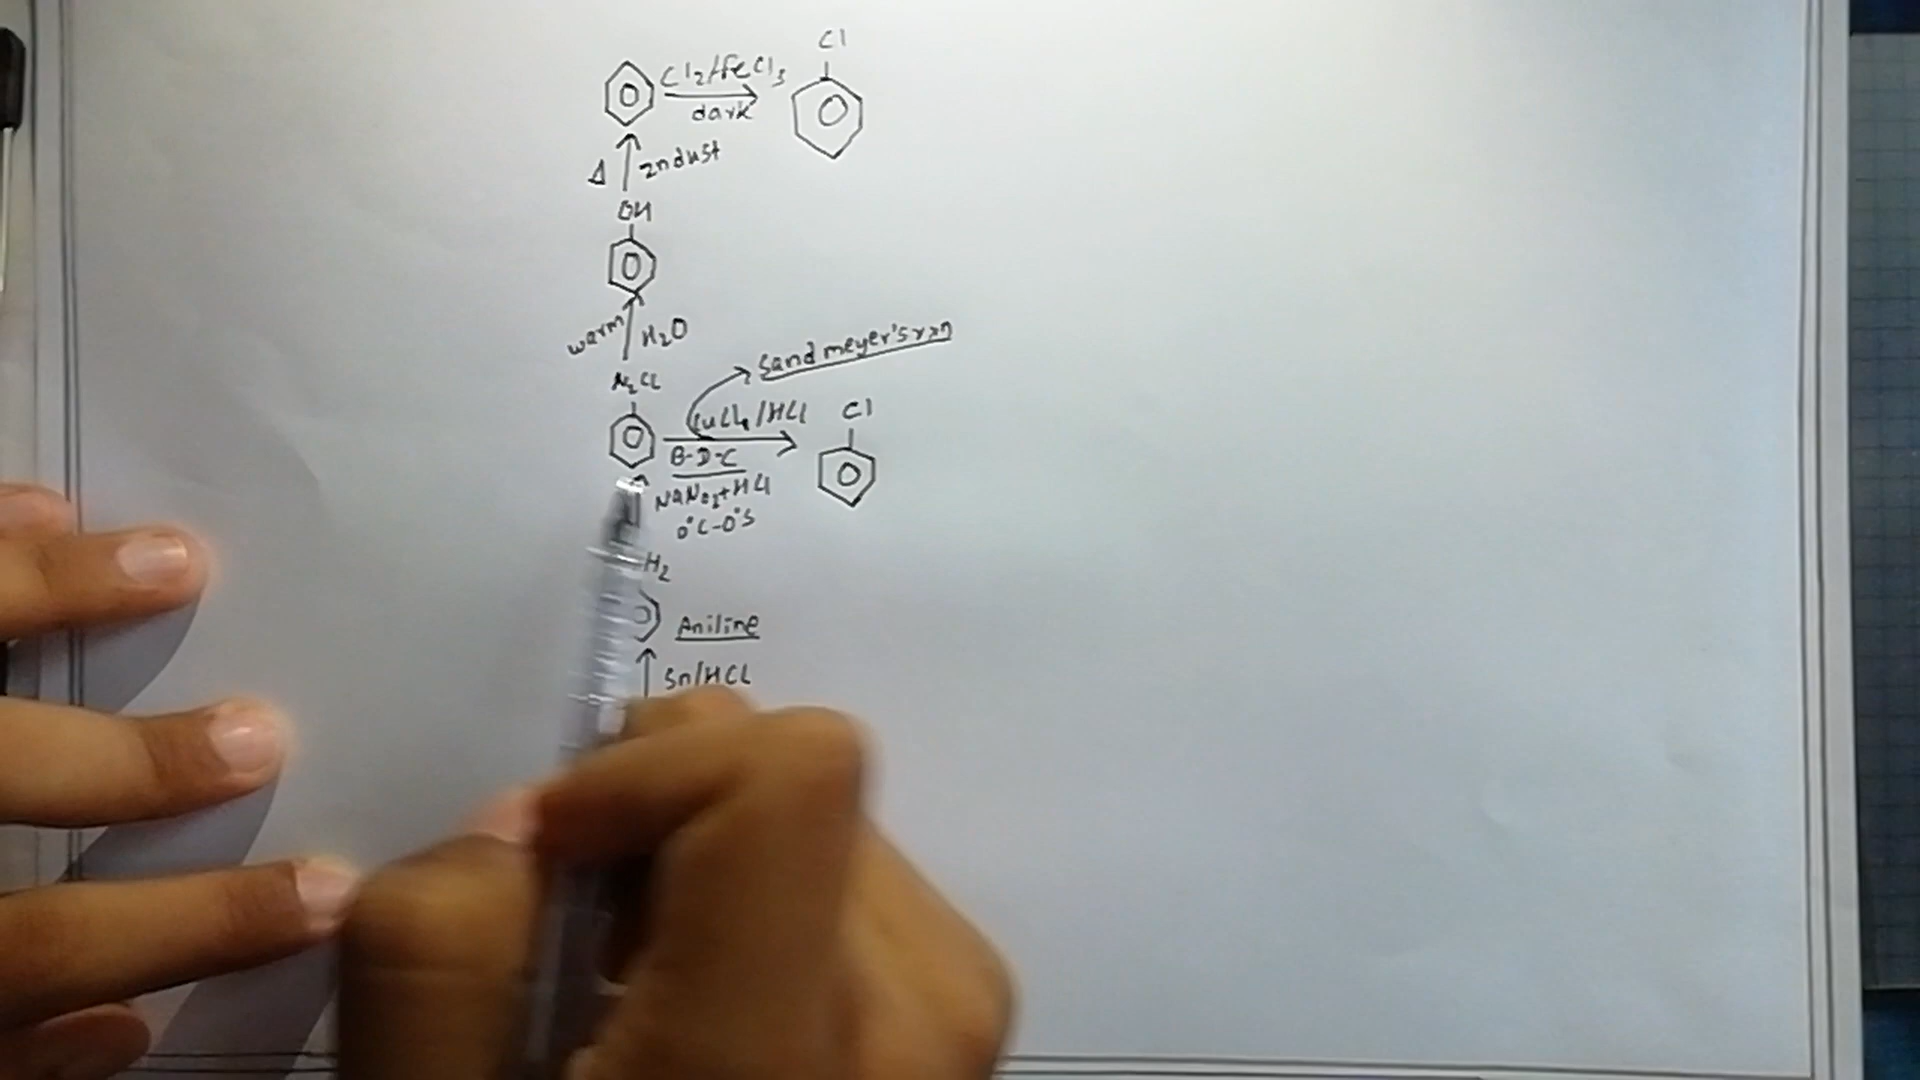 Cl
Cl2/FeCl3
dark
Δ Zndust
OH
warm H2O
Sandmeyer's rxn
N2Cl
/HCl
Cl
B-D-C
NaNO2+HCl
0°C-0°5
H2
Aniline
Sn/HCl